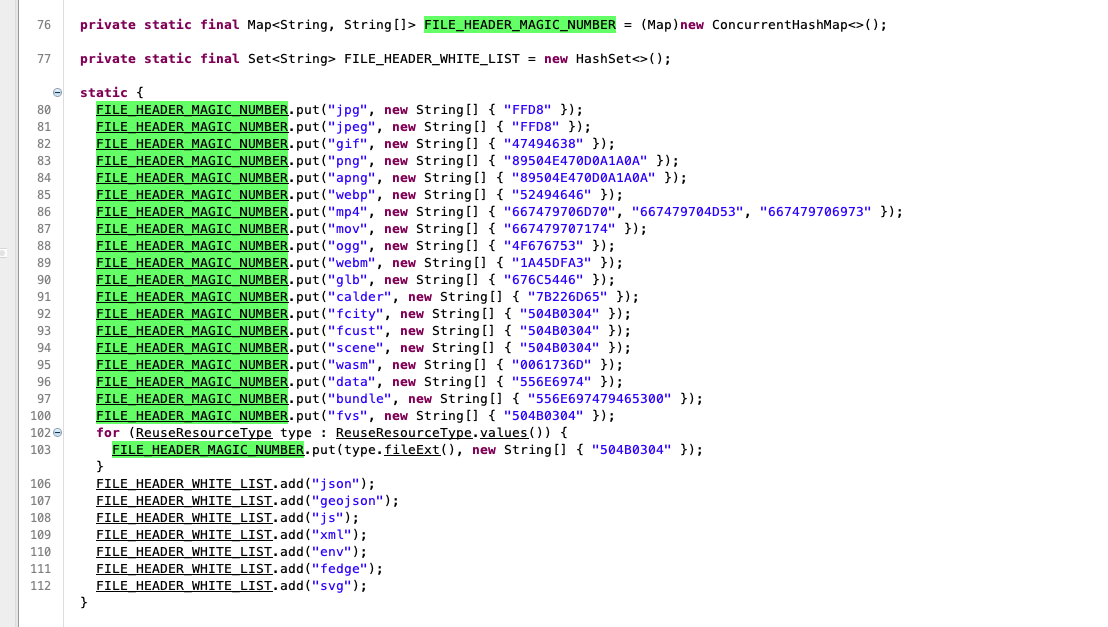 76 private static final Map<String, String[]> FILE_HEADER_MAGIC_NUMBER = (Map)new ConcurrentHashMap<>();
77 private static final Set<String> FILE_HEADER_WHITE_LIST = new HashSet<>();
static {
80 FILE_HEADER_MAGIC_NUMBER.put("jpg", new String[] { "FFD8" });
81 FILE_HEADER_MAGIC_NUMBER.put("jpeg", new String[] { "FFD8" });
82 FILE_HEADER_MAGIC_NUMBER.put("gif", new String[] { "47494638" });
83 FILE_HEADER_MAGIC_NUMBER.put("png", new String[] { "89504E470D0A1A0A" });
84 FILE_HEADER_MAGIC_NUMBER.put("apng", new String[] { "89504E470D0A1A0A" });
85 FILE_HEADER_MAGIC_NUMBER.put("webp", new String[] { "52494646" });
86 FILE_HEADER_MAGIC_NUMBER.put("mp4", new String[] { "667479706D70", "667479704D53", "667479706973" });
87 FILE_HEADER_MAGIC_NUMBER.put("mov", new String[] { "667479707174" });
88 FILE_HEADER_MAGIC_NUMBER.put("ogg", new String[] { "4F676753" });
89 FILE_HEADER_MAGIC_NUMBER.put("webm", new String[] { "1A45DFA3" });
90 FILE_HEADER_MAGIC_NUMBER.put("glb", new String[] { "676C5446" });
91 FILE_HEADER_MAGIC_NUMBER.put("calder", new String[] { "7B226D65" });
92 FILE_HEADER_MAGIC_NUMBER.put("fcity", new String[] { "504B0304" });
93 FILE_HEADER_MAGIC_NUMBER.put("fcust", new String[] { "504B0304" });
94 FILE_HEADER_MAGIC_NUMBER.put("scene", new String[] { "504B0304" });
95 FILE_HEADER_MAGIC_NUMBER.put("wasm", new String[] { "0061736D" });
96 FILE_HEADER_MAGIC_NUMBER.put("data", new String[] { "556E6974" });
97 FILE_HEADER_MAGIC_NUMBER.put("bundle", new String[] { "556E697479465300" });
100 FILE_HEADER_MAGIC_NUMBER.put("fvs", new String[] { "504B0304" });
102 for (ReuseResourceType type : ReuseResourceType.values()) {
103 FILE_HEADER_MAGIC_NUMBER.put(type.fileExt(), new String[] { "504B0304" });
}
106 FILE_HEADER_WHITE_LIST.add("json");
107 FILE_HEADER_WHITE_LIST.add("geojson");
108 FILE_HEADER_WHITE_LIST.add("js");
109 FILE_HEADER_WHITE_LIST.add("xml");
110 FILE_HEADER_WHITE_LIST.add("env");
111 FILE_HEADER_WHITE_LIST.add("fedge");
112 FILE_HEADER_WHITE_LIST.add("svg");
}